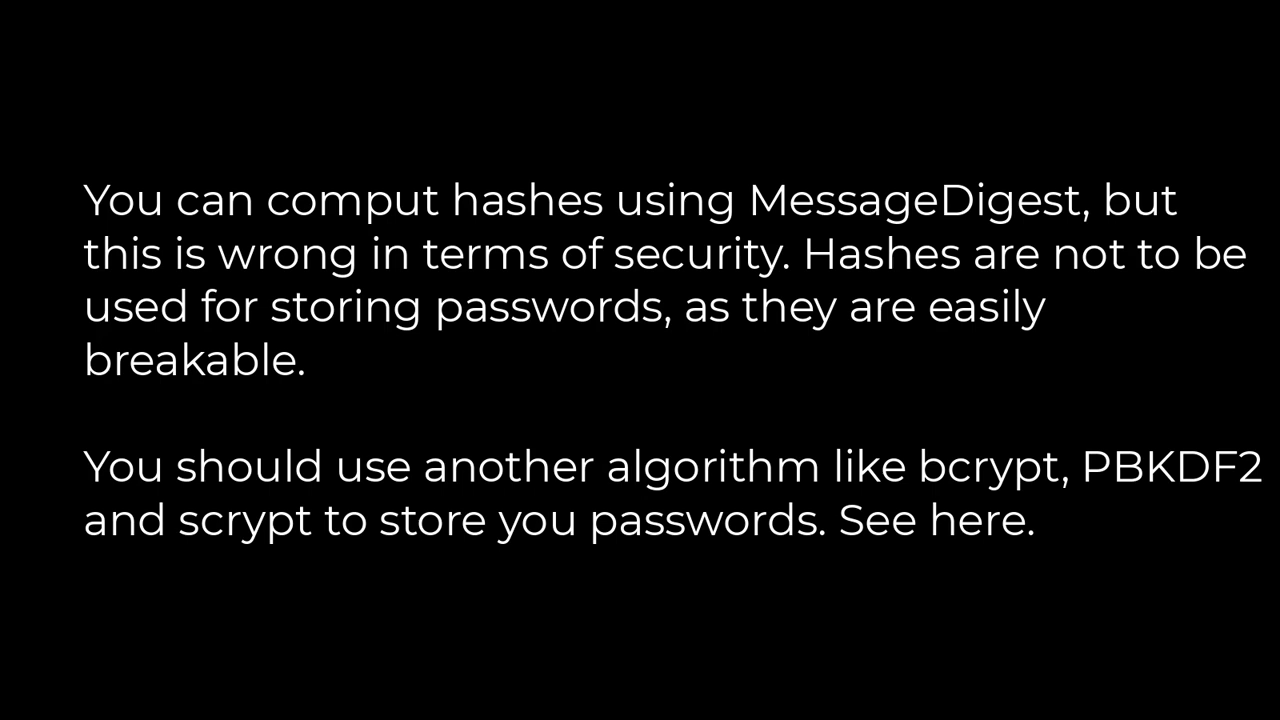 You can comput hashes using MessageDigest, but
this is wrong in terms of security. Hashes are not to be
used for storing passwords, as they are easily
breakable.
You should use another algorithm like bcrypt, PBKDF2
and scrypt to store you passwords. See here.